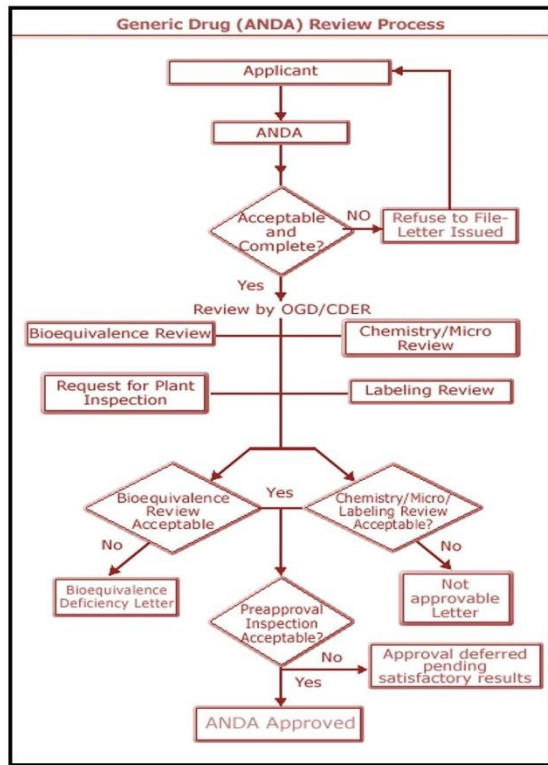 Generic Drug (ANDA) Review Process
Applicant
ANDA
Acceptable
and
Complete?
NO
Refuse to File-
Letter Issued
Yes
Review by OGD/CDER
Bioequivalence Review
Chemistry/Micro
Review
Request for Plant
Inspection
Labeling Review
Bioequivalence
Review
Acceptable
Yes
Chemistry/Micro/
Labeling Review
Acceptable?
No
No
Bioequivalence
Deficiency Letter
Not
approvable
Letter
Preapproval
Inspection
Acceptable?
No
Approval deferred
pending
satisfactory results
Yes
ANDA Approved